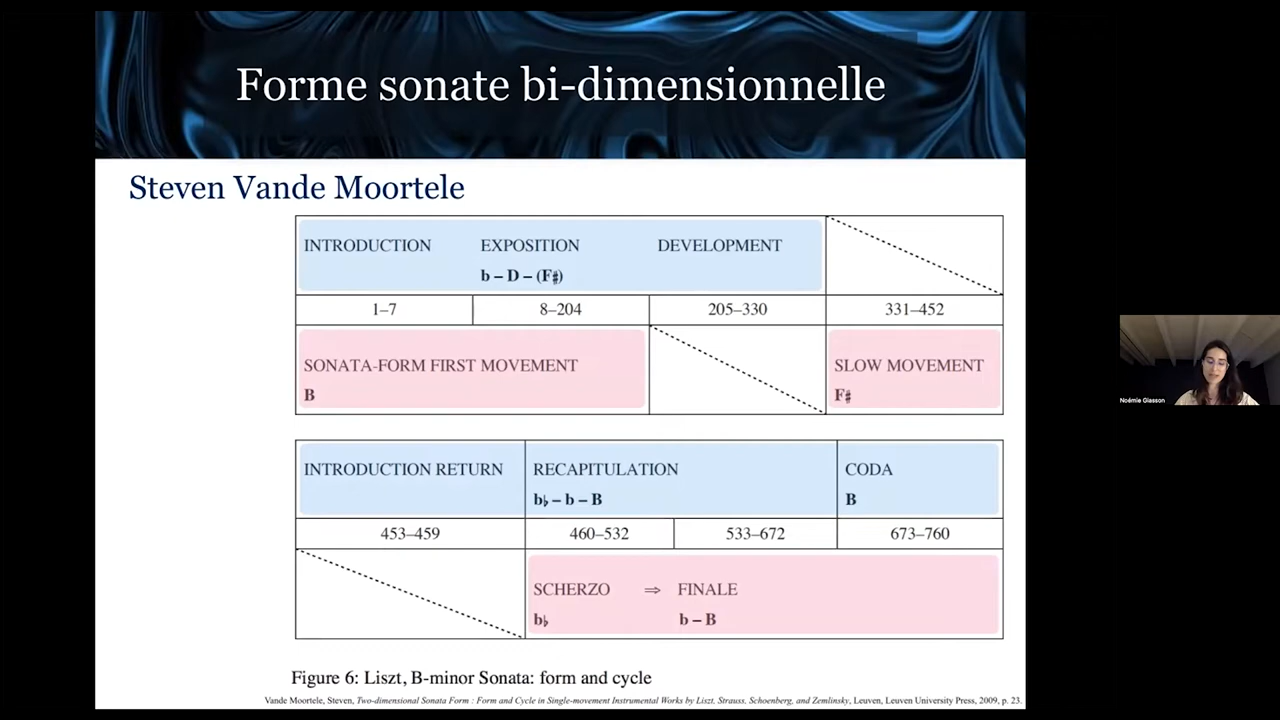 Forme sonate bi-dimensionnelle
Steven Vande Moortele
INTRODUCTION EXPOSITION DEVELOPMENT
b – D – (F♯)
1–7 8–204 205–330 331–452
SONATA-FORM FIRST MOVEMENT SLOW MOVEMENT
B F♯
INTRODUCTION RETURN RECAPITULATION CODA
b♭ – b – B B
453–459 460–532 533–672 673–760
SCHERZO ⇒ FINALE
b♭ b – B
Figure 6: Liszt, B-minor Sonata: form and cycle
Vande Moortele, Steven, Two-dimensional Sonata Form : Form and Cycle in Single-movement Instrumental Works by Liszt, Strauss, Schoenberg, and Zemlinsky, Leuven, Leuven University Press, 2009, p. 23.
Noémie Glasson